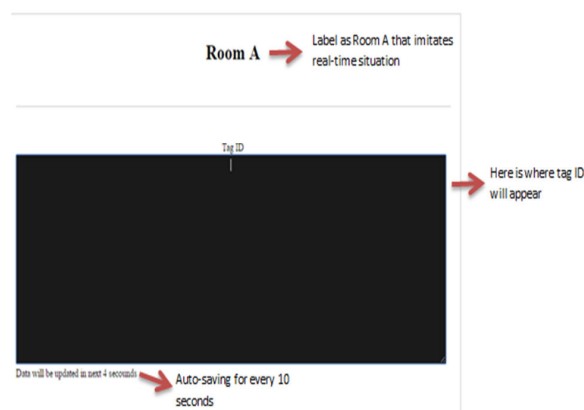 Room A
Label as Room A that imitates
real-time situation
Tag ID
Here is where tag ID
will appear
Data will be updated in next 4 secounds
Auto-saving for every 10
seconds